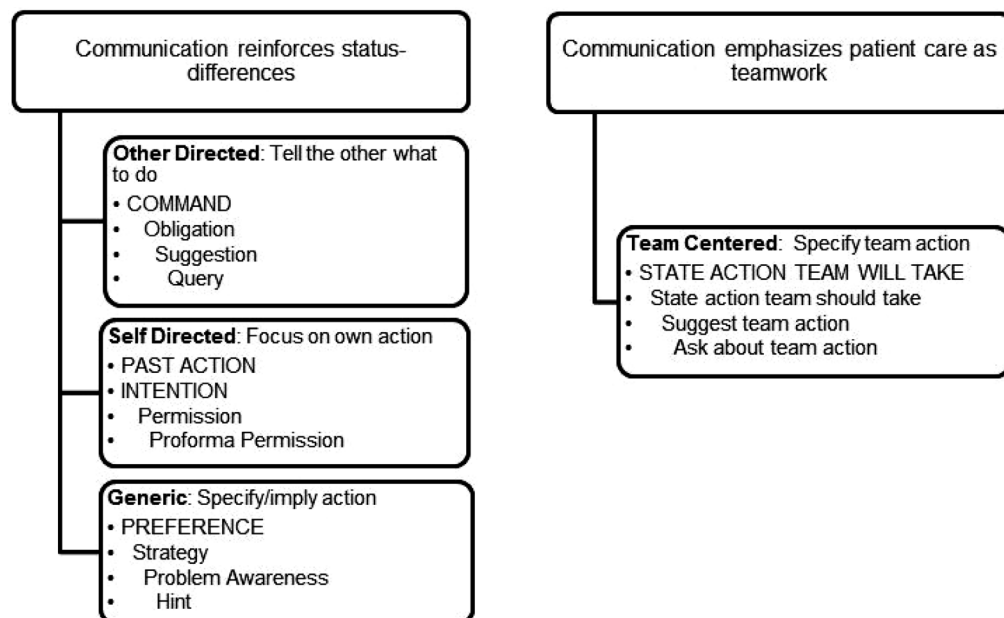 Communication reinforces status-
differences
Other Directed: Tell the other what
to do
• COMMAND
• Obligation
• Suggestion
• Query
Self Directed: Focus on own action
• PAST ACTION
• INTENTION
• Permission
• Proforma Permission
Generic: Specify/imply action
• PREFERENCE
• Strategy
• Problem Awareness
• Hint
Communication emphasizes patient care as
teamwork
Team Centered: Specify team action
• STATE ACTION TEAM WILL TAKE
• State action team should take
• Suggest team action
• Ask about team action